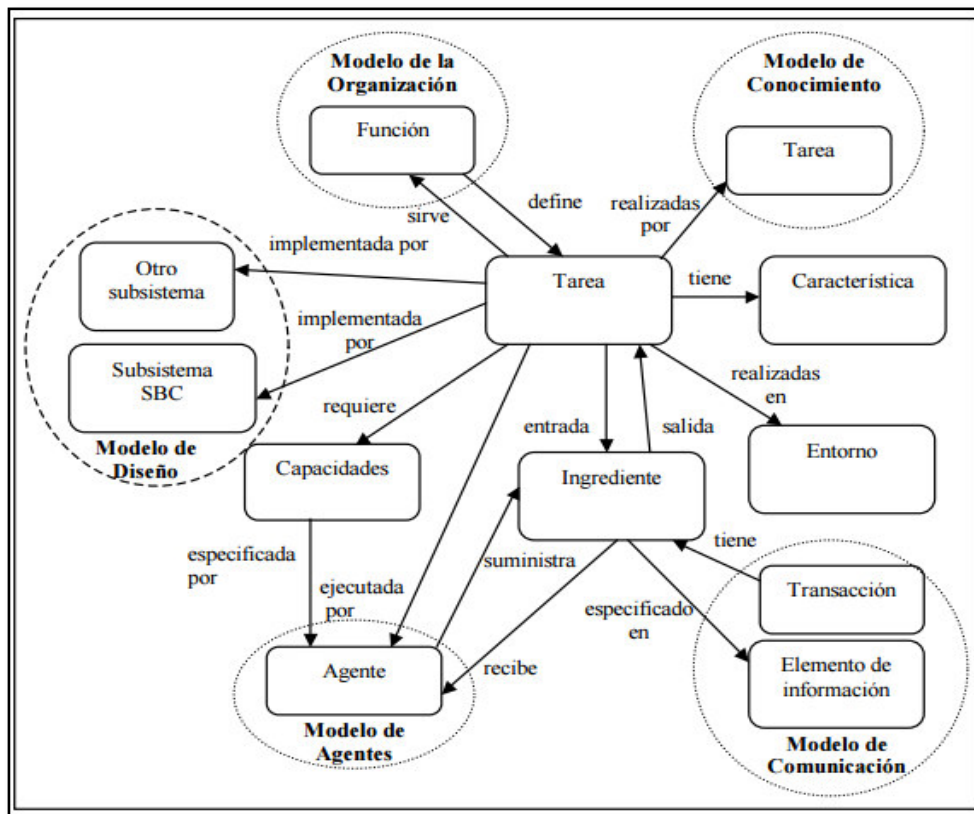 Modelo de la
Organización
Función
Modelo de
Conocimiento
Tarea
sirve
define
realizadas
por
implementada por
Otro
subsistema
Tarea
tiene
Característica
implementada
por
Subsistema
SBC
Modelo de
Diseño
requiere
entrada
salida
realizadas
en
Capacidades
Ingrediente
Entorno
especificada
por
ejecutada
por
suministra
tiene
Transacción
especificado
en
Agente
recibe
Elemento de
información
Modelo de
Agentes
Modelo de
Comunicación